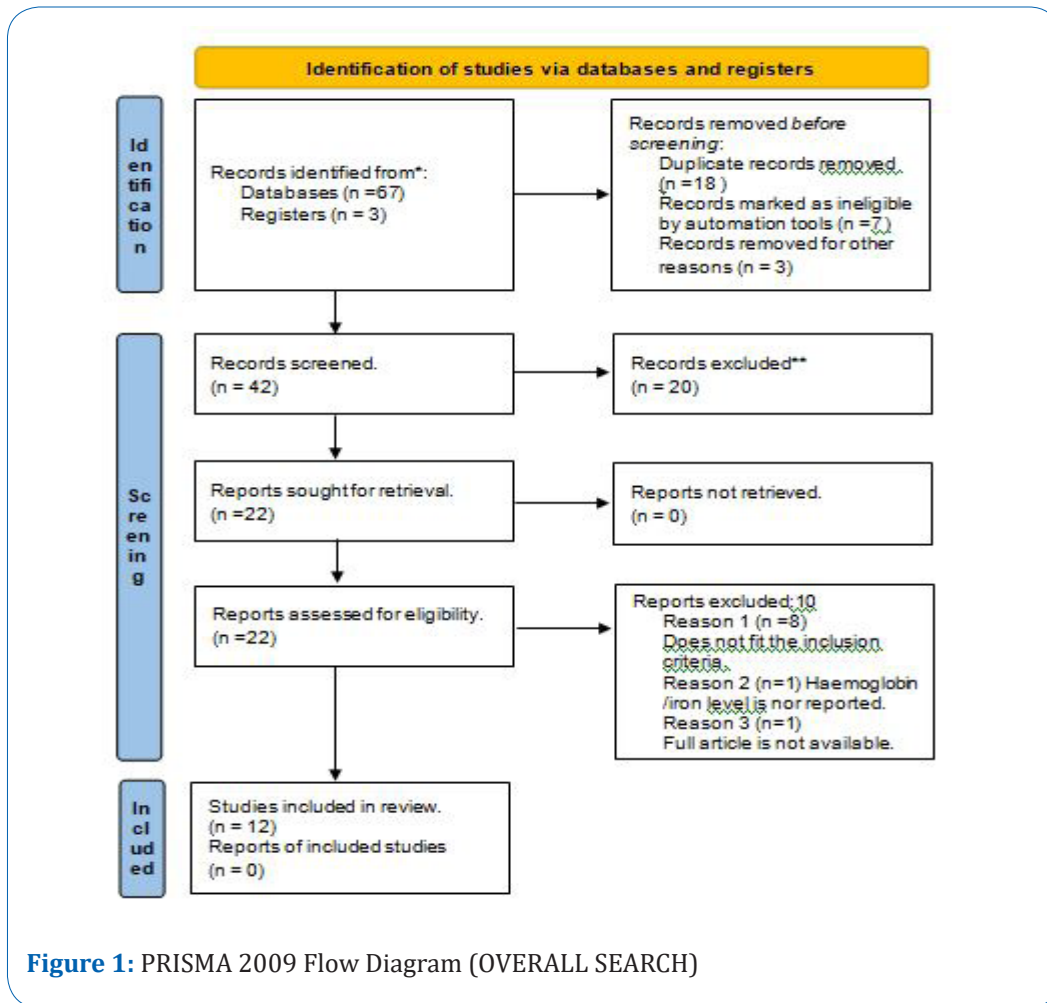 Identification of studies via databases and registers
Id
en
tifi
ca
tio
n
Records identified from*:
Databases (n =67)
Registers (n = 3)
Records removed before
screening:
Duplicate records removed.
(n =18 )
Records marked as ineligible
by automation tools (n =7 )
Records removed for other
reasons (n = 3)
Sc
re
en
in
g
Records screened.
(n = 42)
Records excluded**
(n = 20)
Reports sought for retrieval.
(n =22)
Reports not retrieved.
(n = 0)
Reports assessed for eligibility.
(n =22)
Reports excluded:10
Reason 1 (n =8)
Does not fit the inclusion
criteria.
Reason 2 (n=1) Haemoglobin
/iron level is nor reported.
Reason 3 (n=1)
Full article is not available.
In
cl
ud
ed
Studies included in review.
(n = 12)
Reports of included studies
(n = 0)
Figure 1: PRISMA 2009 Flow Diagram (OVERALL SEARCH)